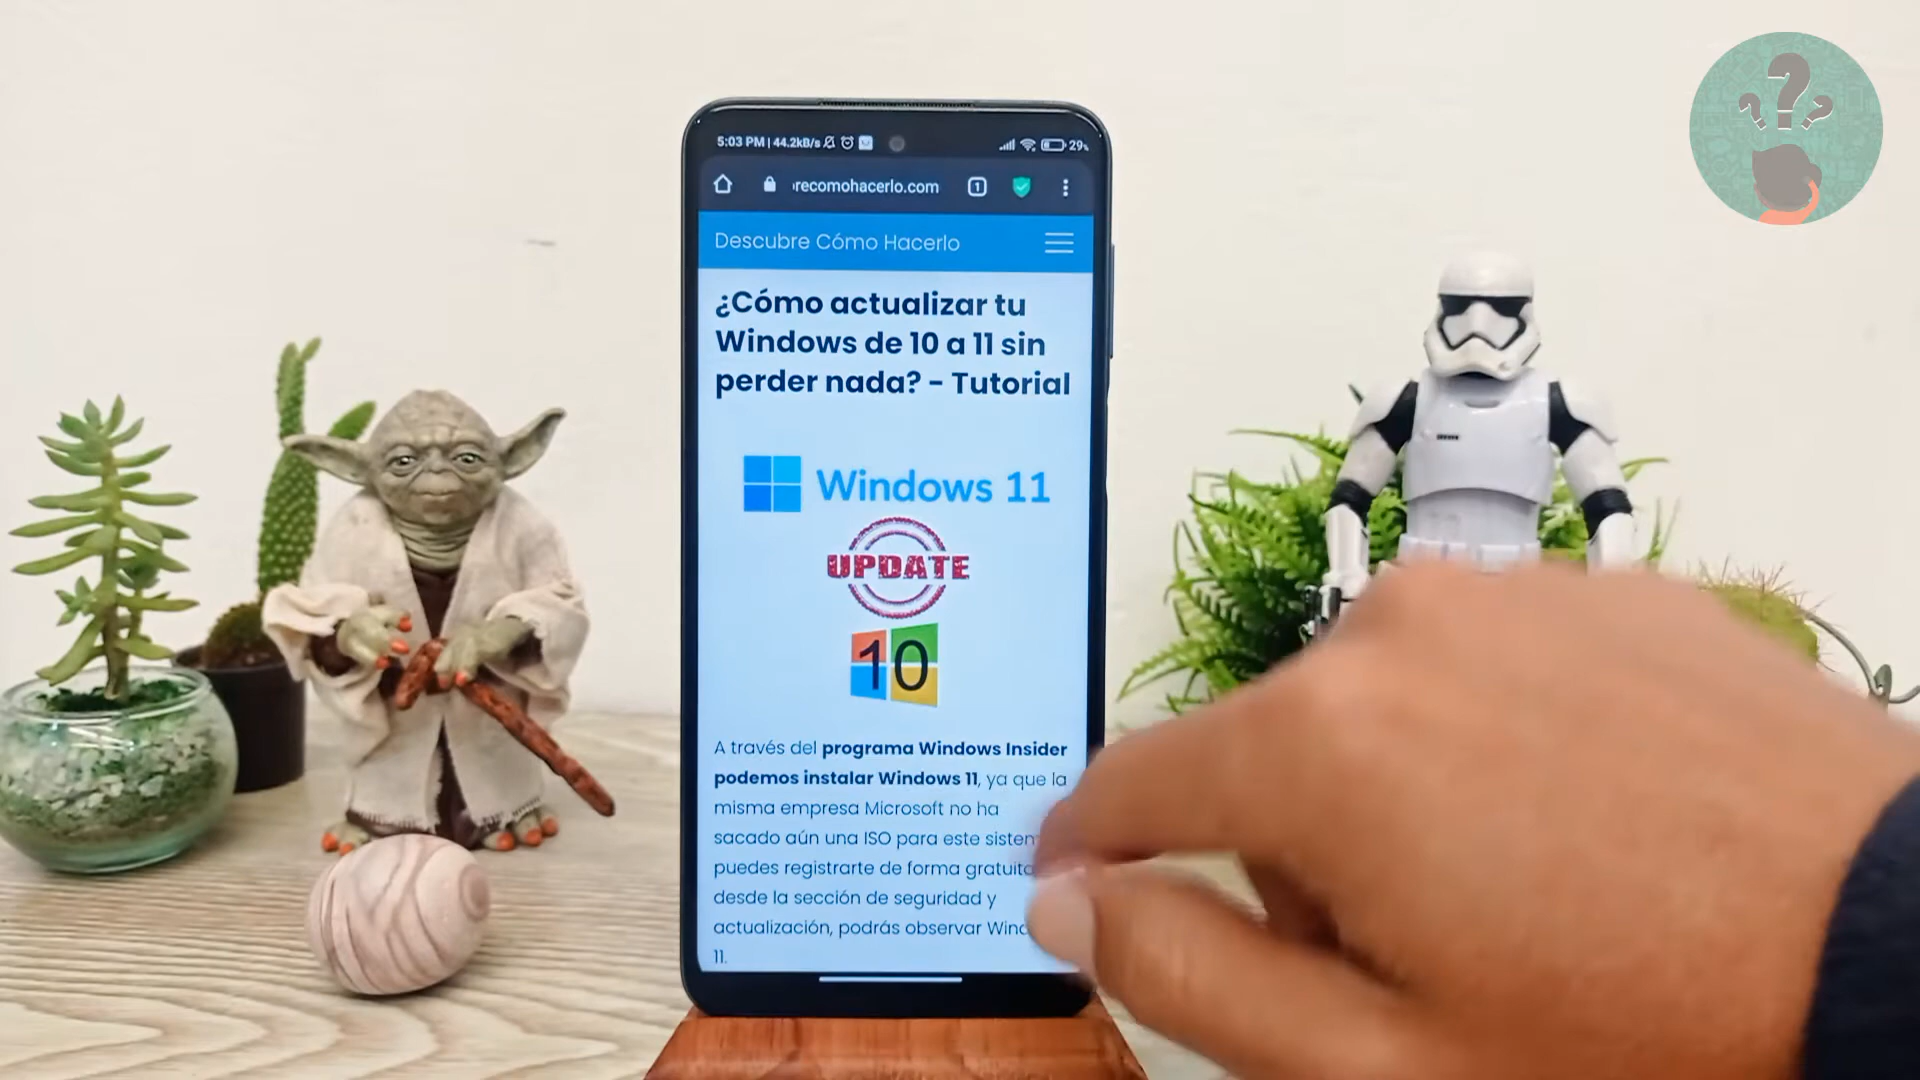 5:03 PM | 44.2kB/s
29%
recomohacerlo.com
1
Descubre Cómo Hacerlo
¿Cómo actualizar tu
Windows de 10 a 11 sin
perder nada? - Tutorial
Windows 11
UPDATE
10
A través del programa Windows Insider
podemos instalar Windows 11, ya que la
misma empresa Microsoft no ha
sacado aún una ISO para este
puedes registrarte de forma
desde la sección de seguridad y
actualización, podrás observar
11.
???